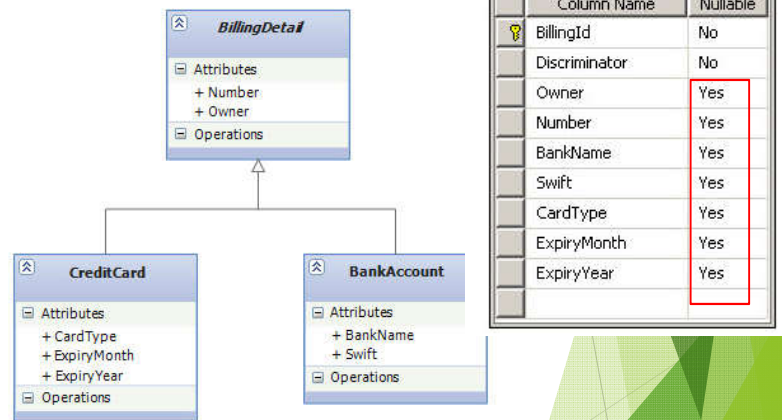 BillingDetail
Attributes
+ Number
+ Owner
Operations
CreditCard
Attributes
+ CardType
+ ExpiryMonth
+ ExpiryYear
Operations
BankAccount
Attributes
+ BankName
+ Swift
Operations
Column Name Nullable
BillingId No
Discriminator No
Owner Yes
Number Yes
BankName Yes
Swift Yes
CardType Yes
ExpiryMonth Yes
ExpiryYear Yes